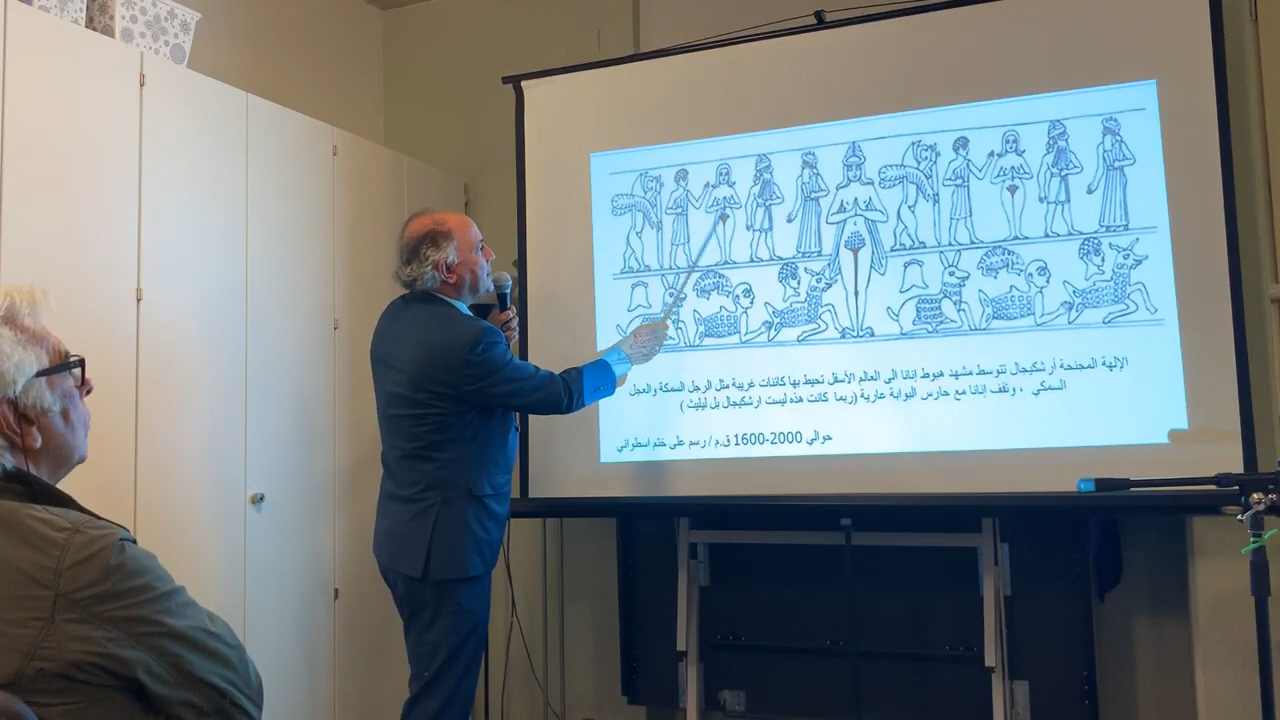 الإلهة المجنحة أرشكيجال تتوسط مشهد هبوط إنانا الى العالم الأسفل تحيط بها كائنات غريبة مثل الرجل السمكة والعجل
السمكي ، وتقف إنانا مع حارس البوابة عارية (ربما كانت هذه ليست ارشكيجال بل ليليث )
حوالي 2000-1600 ق.م / رسم على ختم اسطواني